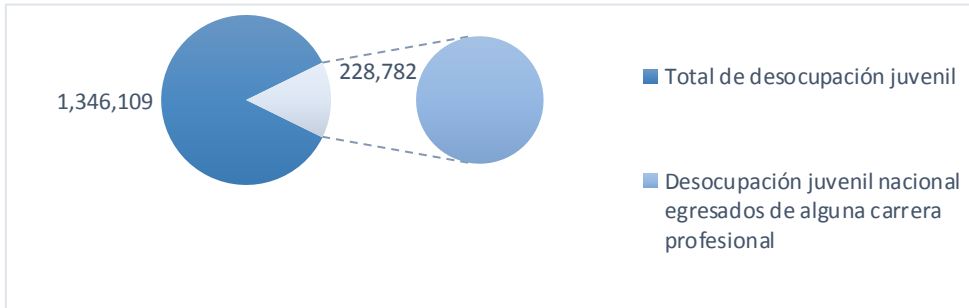 1,346,109
228,782
Total de desocupación juvenil
Desocupación juvenil nacional
egresados de alguna carrera
profesional